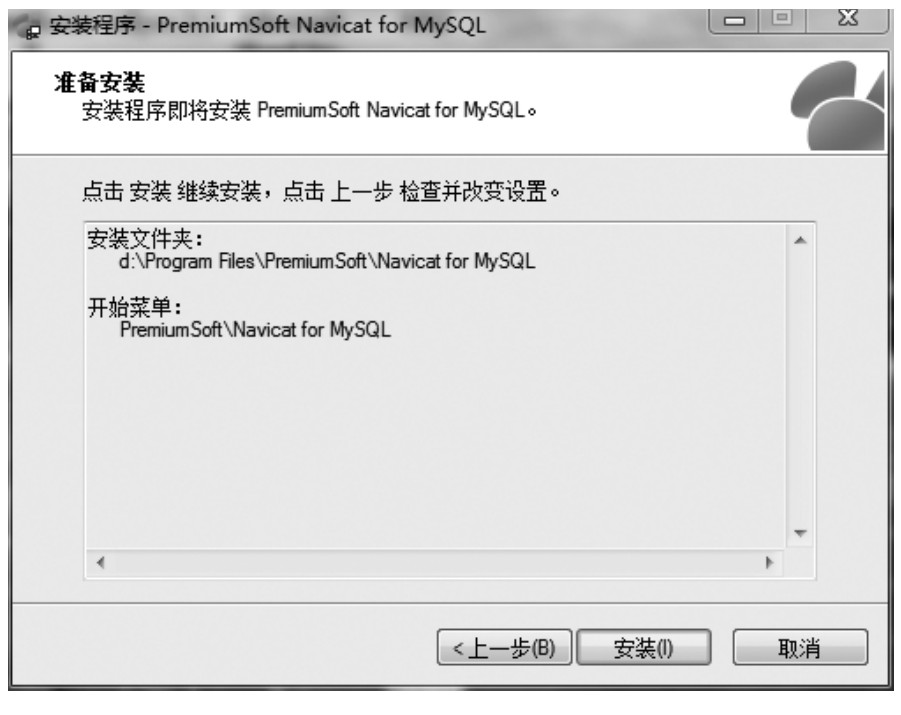 安装程序 - PremiumSoft Navicat for MySQL
准备安装
安装程序即将安装 PremiumSoft Navicat for MySQL。
点击 安装 继续安装，点击 上一步 检查并改变设置。
安装文件夹：
d:\Program Files\PremiumSoft\Navicat for MySQL
开始菜单：
PremiumSoft\Navicat for MySQL
<上一步(B) 安装(I) 取消